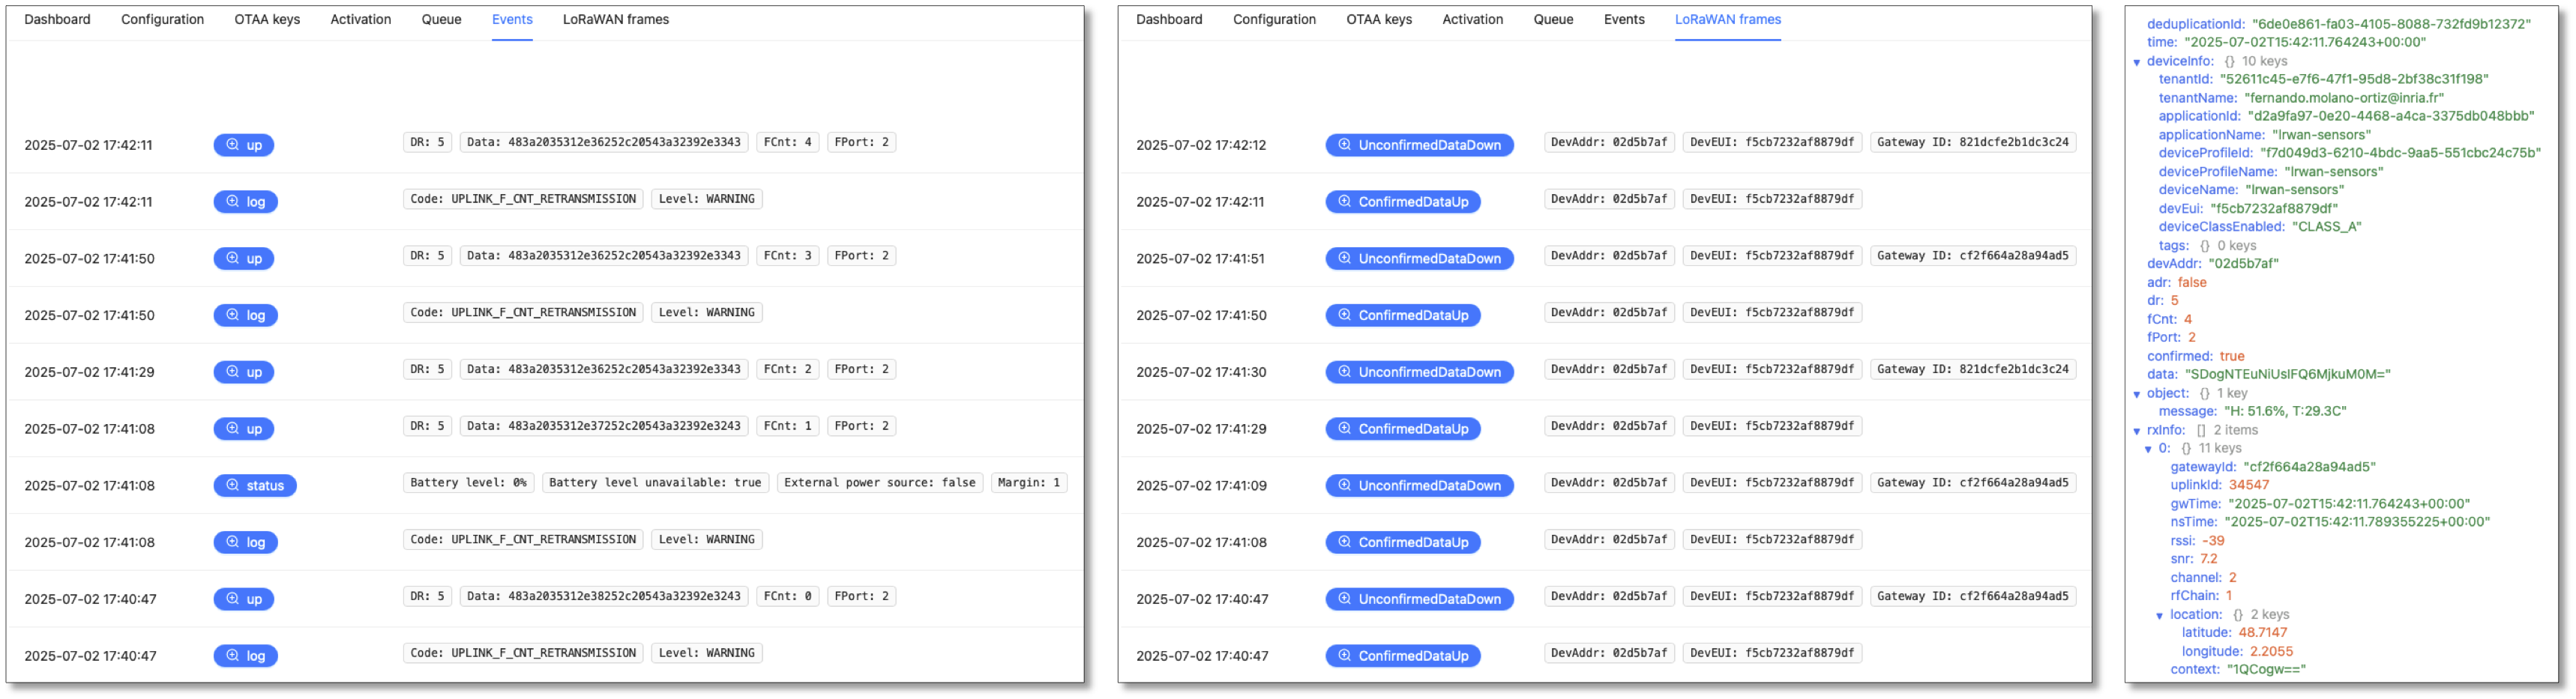 Dashboard Configuration OTAA keys Activation Queue Events LoRaWAN frames
2025-07-02 17:42:11 up DR: 5 Data: 483a2035312e36252c20543a32392e3343 FCnt: 4 FPort: 2
2025-07-02 17:42:11 log Code: UPLINK_F_CNT_RETRANSMISSION Level: WARNING
2025-07-02 17:41:50 up DR: 5 Data: 483a2035312e36252c20543a32392e3343 FCnt: 3 FPort: 2
2025-07-02 17:41:50 log Code: UPLINK_F_CNT_RETRANSMISSION Level: WARNING
2025-07-02 17:41:29 up DR: 5 Data: 483a2035312e36252c20543a32392e3343 FCnt: 2 FPort: 2
2025-07-02 17:41:08 up DR: 5 Data: 483a2035312e37252c20543a32392e3243 FCnt: 1 FPort: 2
2025-07-02 17:41:08 status Battery level: 0% Battery level unavailable: true External power source: false Margin: 1
2025-07-02 17:41:08 log Code: UPLINK_F_CNT_RETRANSMISSION Level: WARNING
2025-07-02 17:40:47 up DR: 5 Data: 483a2035312e38252c20543a32392e3243 FCnt: 0 FPort: 2
2025-07-02 17:40:47 log Code: UPLINK_F_CNT_RETRANSMISSION Level: WARNING
Dashboard Configuration OTAA keys Activation Queue Events LoRaWAN frames
2025-07-02 17:42:12 UnconfirmedDataDown DevAddr: 02d5b7af DevEUI: f5cb7232af8879df Gateway ID: 821dcfe2b1dc3c24
2025-07-02 17:42:11 ConfirmedDataUp DevAddr: 02d5b7af DevEUI: f5cb7232af8879df
2025-07-02 17:41:51 UnconfirmedDataDown DevAddr: 02d5b7af DevEUI: f5cb7232af8879df Gateway ID: cf2f664a28a94ad5
2025-07-02 17:41:50 ConfirmedDataUp DevAddr: 02d5b7af DevEUI: f5cb7232af8879df
2025-07-02 17:41:30 UnconfirmedDataDown DevAddr: 02d5b7af DevEUI: f5cb7232af8879df Gateway ID: 821dcfe2b1dc3c24
2025-07-02 17:41:29 ConfirmedDataUp DevAddr: 02d5b7af DevEUI: f5cb7232af8879df
2025-07-02 17:41:09 UnconfirmedDataDown DevAddr: 02d5b7af DevEUI: f5cb7232af8879df Gateway ID: cf2f664a28a94ad5
2025-07-02 17:41:08 ConfirmedDataUp DevAddr: 02d5b7af DevEUI: f5cb7232af8879df
2025-07-02 17:40:47 UnconfirmedDataDown DevAddr: 02d5b7af DevEUI: f5cb7232af8879df Gateway ID: cf2f664a28a94ad5
2025-07-02 17:40:47 ConfirmedDataUp DevAddr: 02d5b7af DevEUI: f5cb7232af8879df
deduplicationId: "6de0e861-fa03-4105-8088-732fd9b12372"
time: "2025-07-02T15:42:11.764243+00:00"
deviceInfo: {} 10 keys
tenantId: "52611c45-e7f6-47f1-95d8-2bf38c31f198"
tenantName: "fernando.molano-ortiz@inria.fr"
applicationId: "d2a9fa97-0e20-4468-a4ca-3375db048bbb"
applicationName: "lrwan-sensors"
deviceProfileId: "f7d049d3-6210-4bdc-9aa5-551cbc24c75b"
deviceProfileName: "lrwan-sensors"
deviceName: "lrwan-sensors"
devEui: "f5cb7232af8879df"
deviceClassEnabled: "CLASS_A"
tags: {} 0 keys
devAddr: "02d5b7af"
adr: false
dr: 5
fCnt: 4
fPort: 2
confirmed: true
data: "SDogNTEuNiUsIFQ6MjkuM0M="
object: {} 1 key
message: "H: 51.6%, T:29.3C"
rxInfo: [] 2 items
0: {} 11 keys
gatewayId: "cf2f664a28a94ad5"
uplinkId: 34547
gwTime: "2025-07-02T15:42:11.764243+00:00"
nsTime: "2025-07-02T15:42:11.789355225+00:00"
rssi: -39
snr: 7.2
channel: 2
rfChain: 1
location: {} 2 keys
latitude: 48.7147
longitude: 2.2055
context: "1QCogw=="